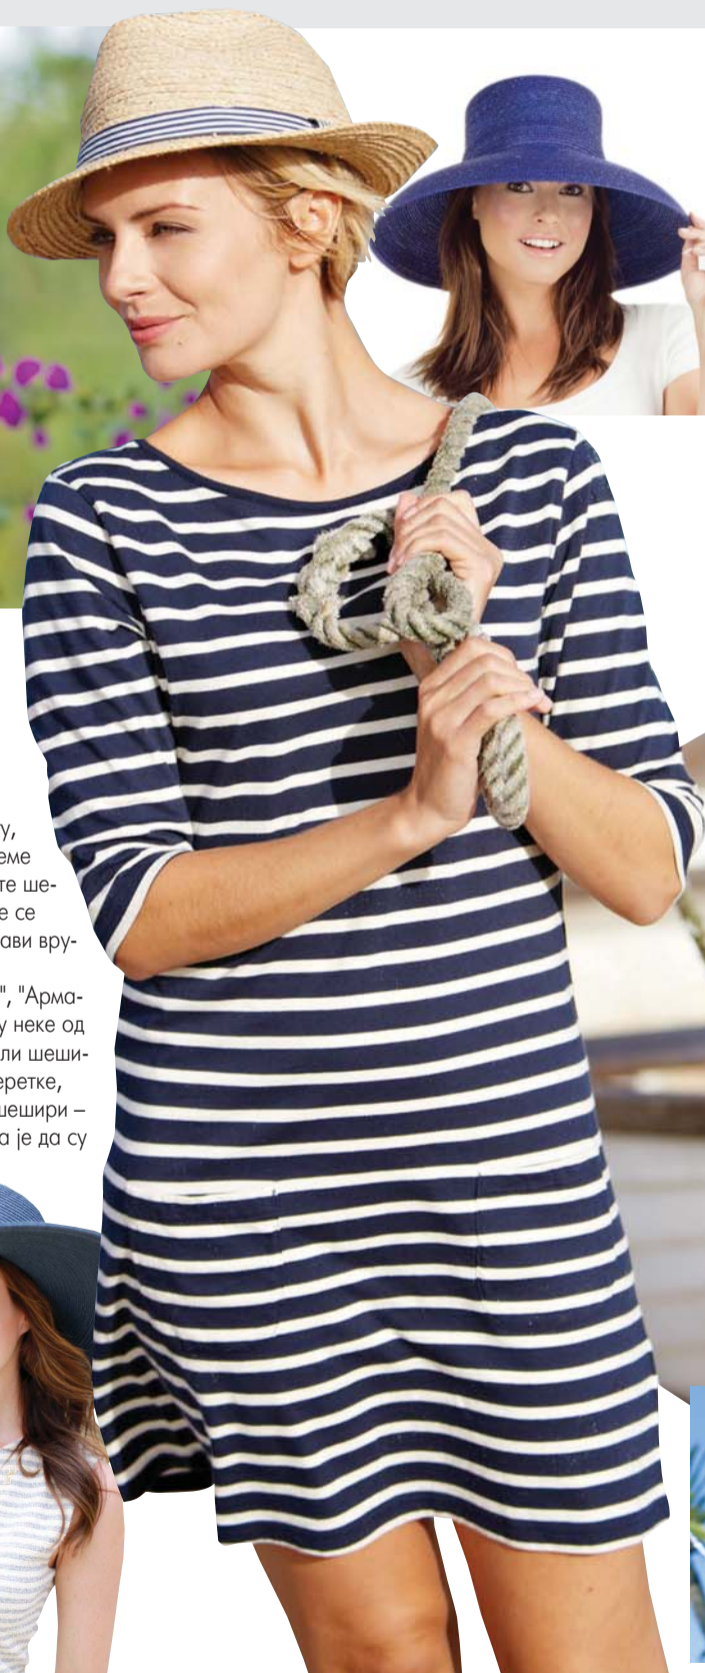 у,
еме
те ше-
е се
ави вру-
", "Арма-
у неке од
ли шеши-
еретке,
шешири –
а је да су